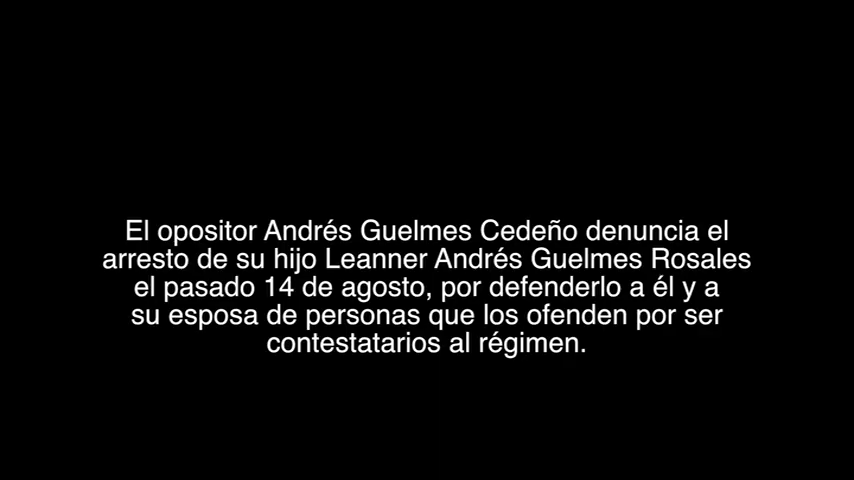 El opositor Andrés Guelmes Cedeño denuncia el
arresto de su hijo Leanner Andrés Guelmes Rosales
el pasado 14 de agosto, por defenderlo a él y a
su esposa de personas que los ofenden por ser
contestatarios al régimen.